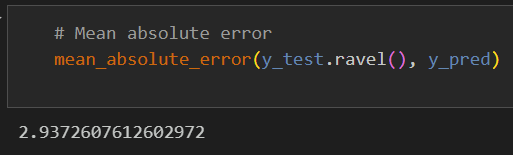 # Mean absolute error
mean_absolute_error(y_test.ravel(), y_pred)
2.9372607612602972